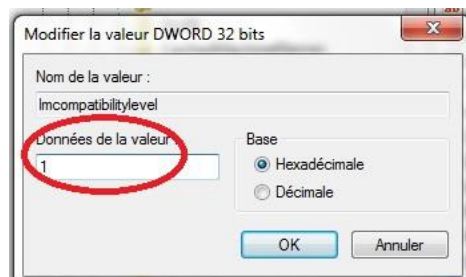 Modifier la valeur DWORD 32 bits
Nom de la valeur :
lmcompatibilitylevel
Données de la valeur
Base
1
Hexadécimale
Décimale
OK
Annuler